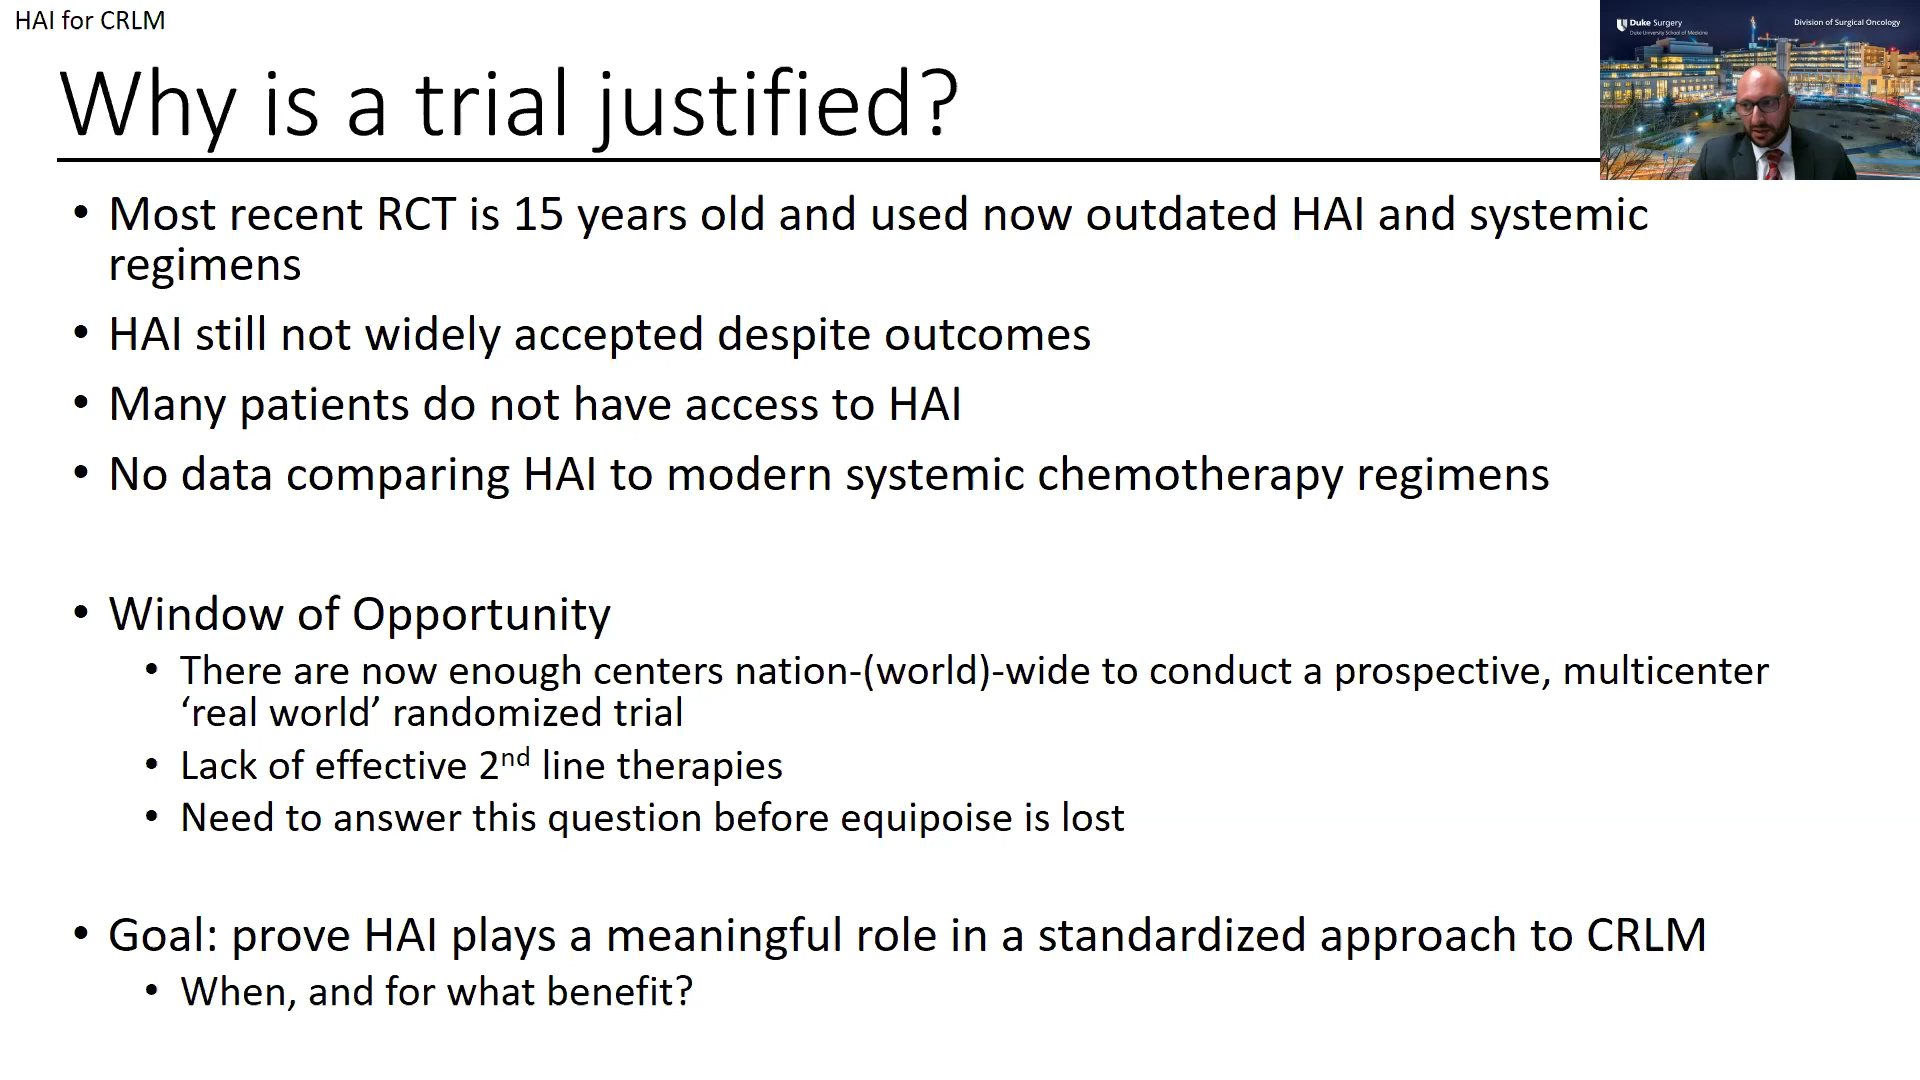 HAI for CRLM
Duke Surgery
Duke University School of Medicine
Division of Surgical Oncology
Why is a trial justified?
• Most recent RCT is 15 years old and used now outdated HAI and systemic
regimens
• HAI still not widely accepted despite outcomes
• Many patients do not have access to HAI
• No data comparing HAI to modern systemic chemotherapy regimens
• Window of Opportunity
• There are now enough centers nation-(world)-wide to conduct a prospective, multicenter
‘real world’ randomized trial
• Lack of effective 2nd line therapies
• Need to answer this question before equipoise is lost
• Goal: prove HAI plays a meaningful role in a standardized approach to CRLM
• When, and for what benefit?